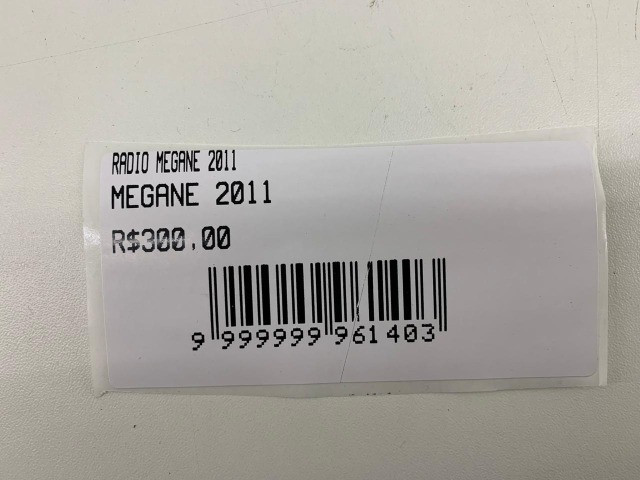 RADIO MEGANE 2011
MEGANE 2011
R$300,00
9 999999 961403